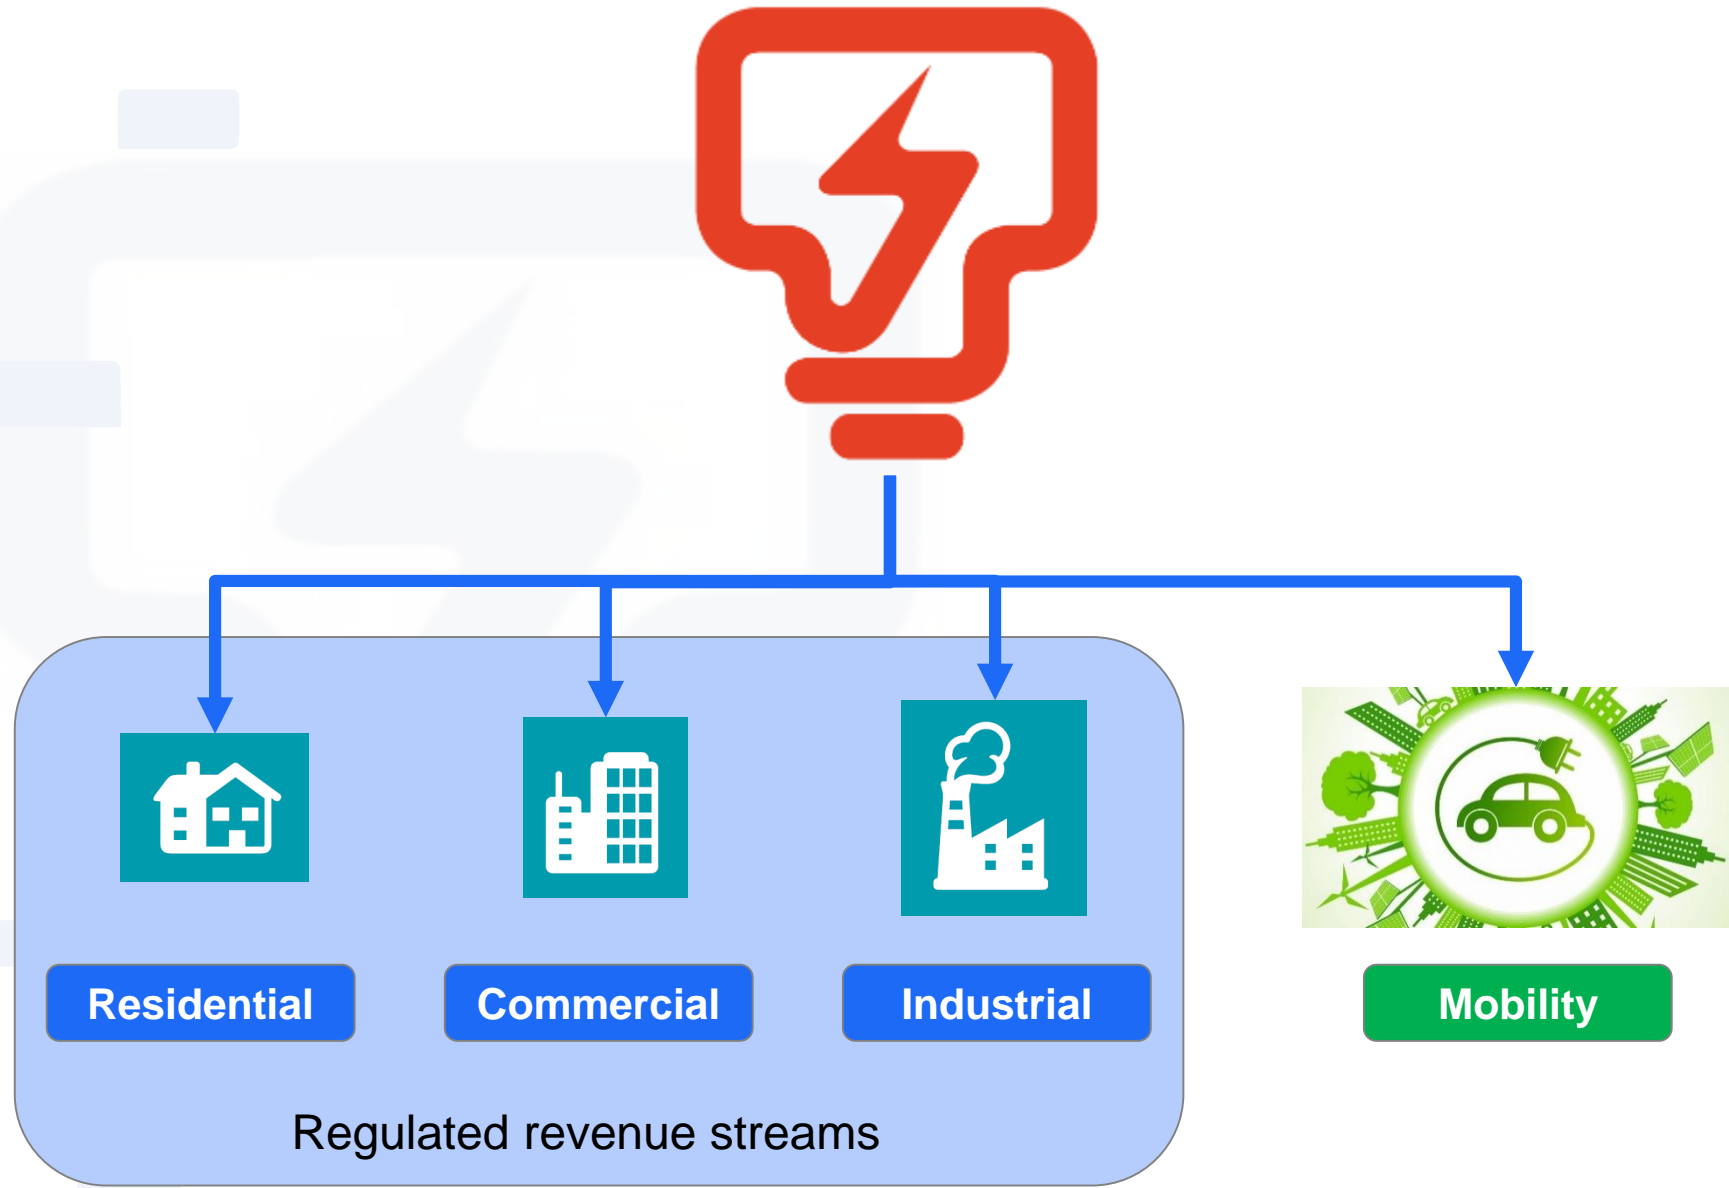 Residential
Commercial
Industrial
Mobility
Regulated revenue streams